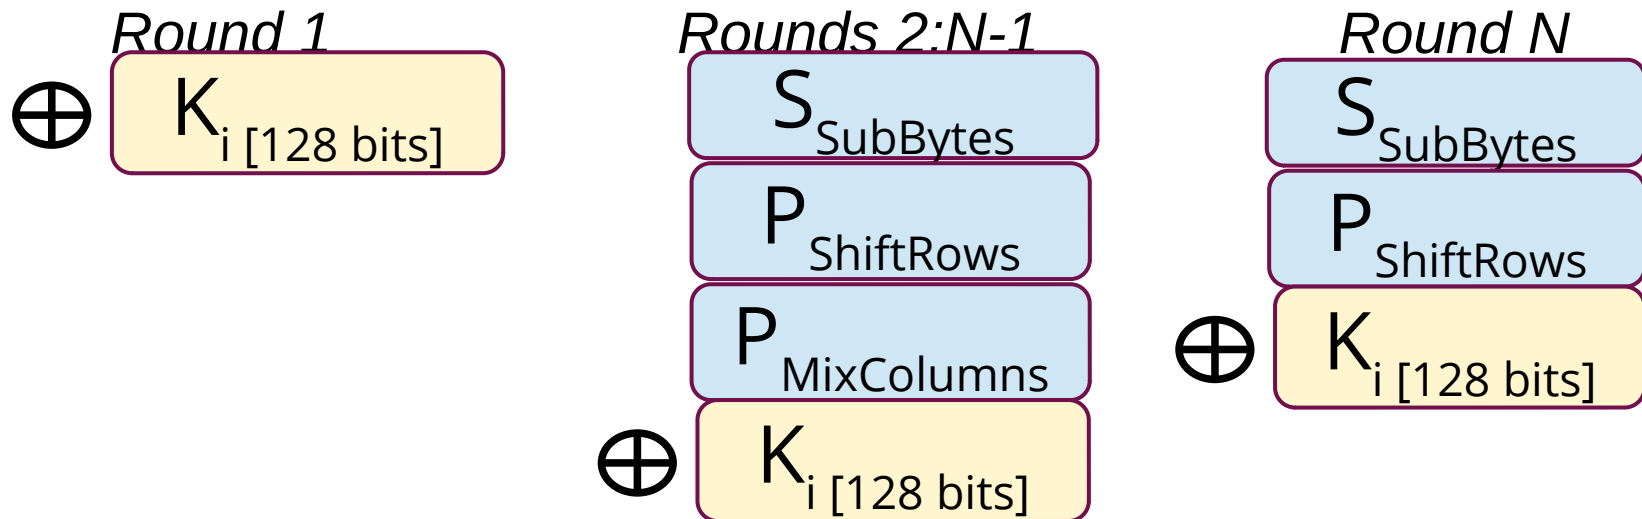 Round 1
K i [128 bits]
Rounds 2:N-1
S SubBytes
P ShiftRows
P MixColumns
K i [128 bits]
Round N
S SubBytes
P ShiftRows
K i [128 bits]